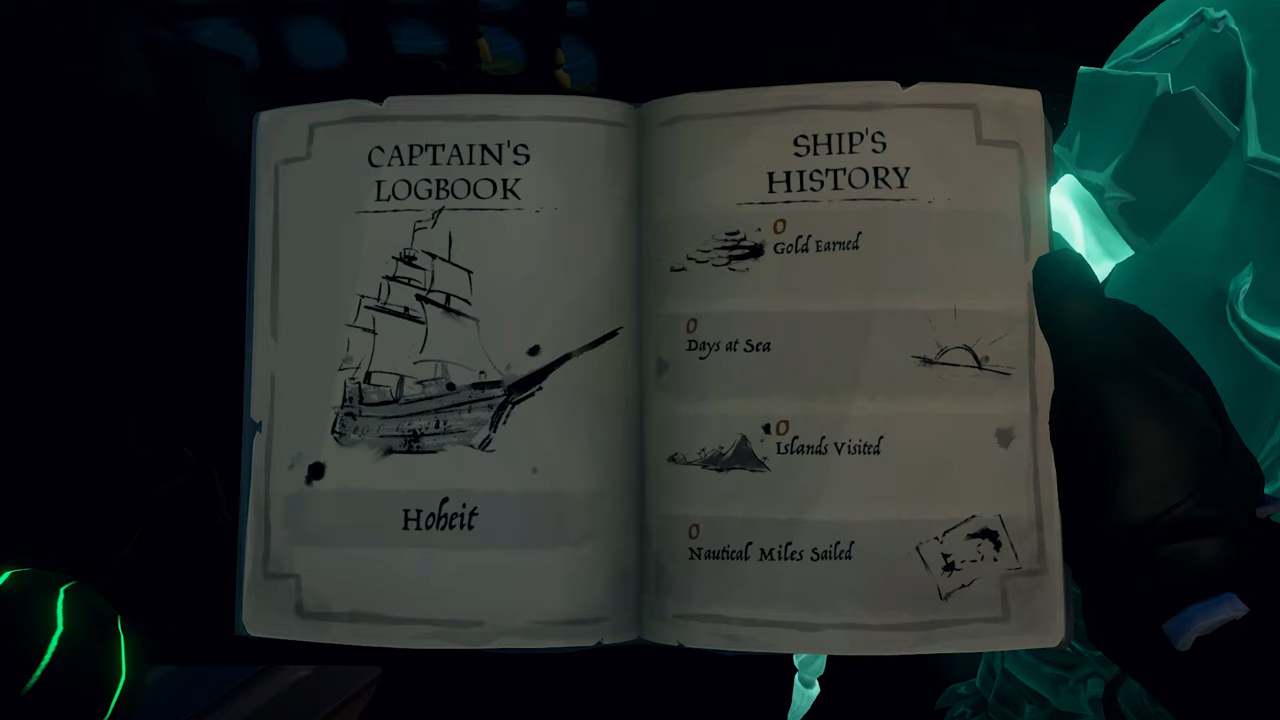 CAPTAIN'S
LOGBOOK
Hoheit
SHIP'S
HISTORY
0
Gold Earned
0
Days at Sea
0
Islands Visited
0
Nautical Miles Sailed